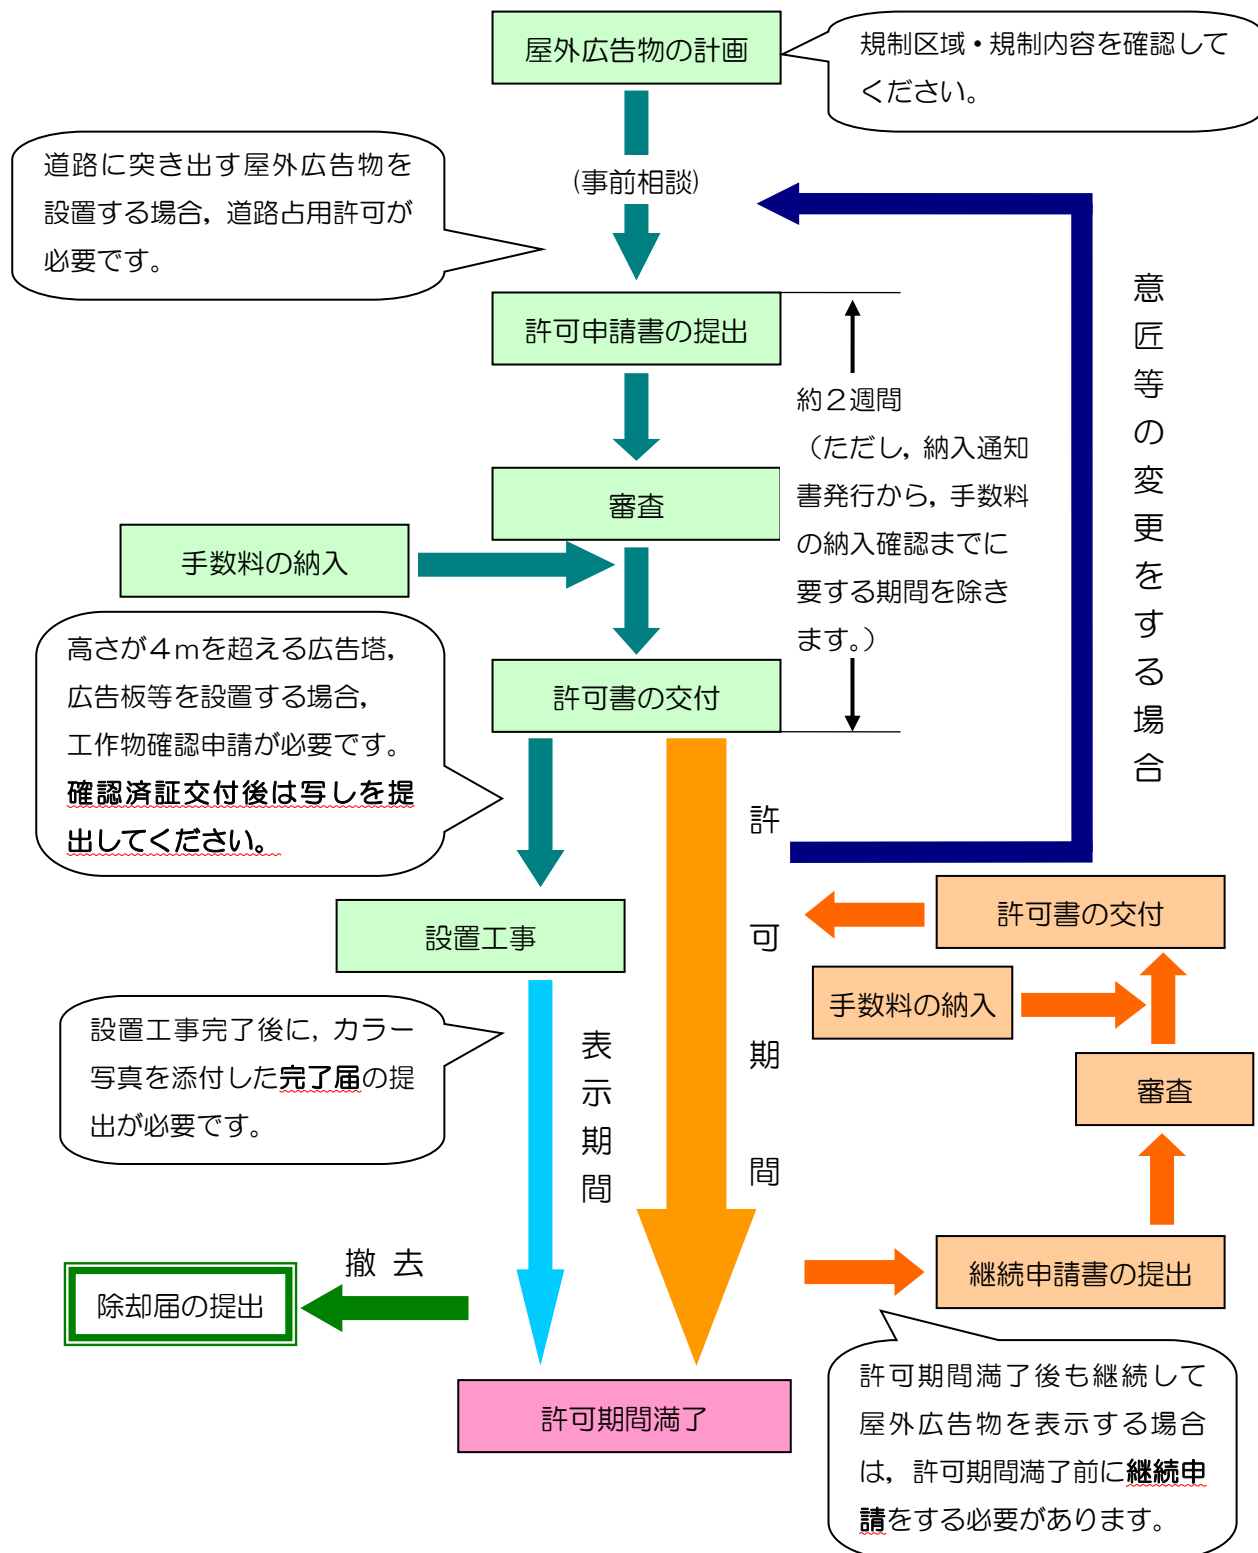 屋外広告物の計画
規制区域・規制内容を確認して
ください。
道路に突き出す屋外広告物を
設置する場合，道路占用許可が
必要です。
(事前相談)
許可申請書の提出
約２週間
（ただし，納入通知
書発行から，手数料
の納入確認までに
要する期間を除き
ます。）
意匠等の変更をする場合
審査
手数料の納入
許可書の交付
高さが４ｍを超える広告塔，
広告板等を設置する場合，
工作物確認申請が必要です。
確認済証交付後は写しを提
出してください。
許可期間
設置工事
設置工事完了後に，カラー
写真を添付した完了届の提
出が必要です。
表示期間
許可書の交付
手数料の納入
審査
継続申請書の提出
撤 去
除却届の提出
許可期間満了
許可期間満了後も継続して
屋外広告物を表示する場合
は，許可期間満了前に継続申
請をする必要があります。